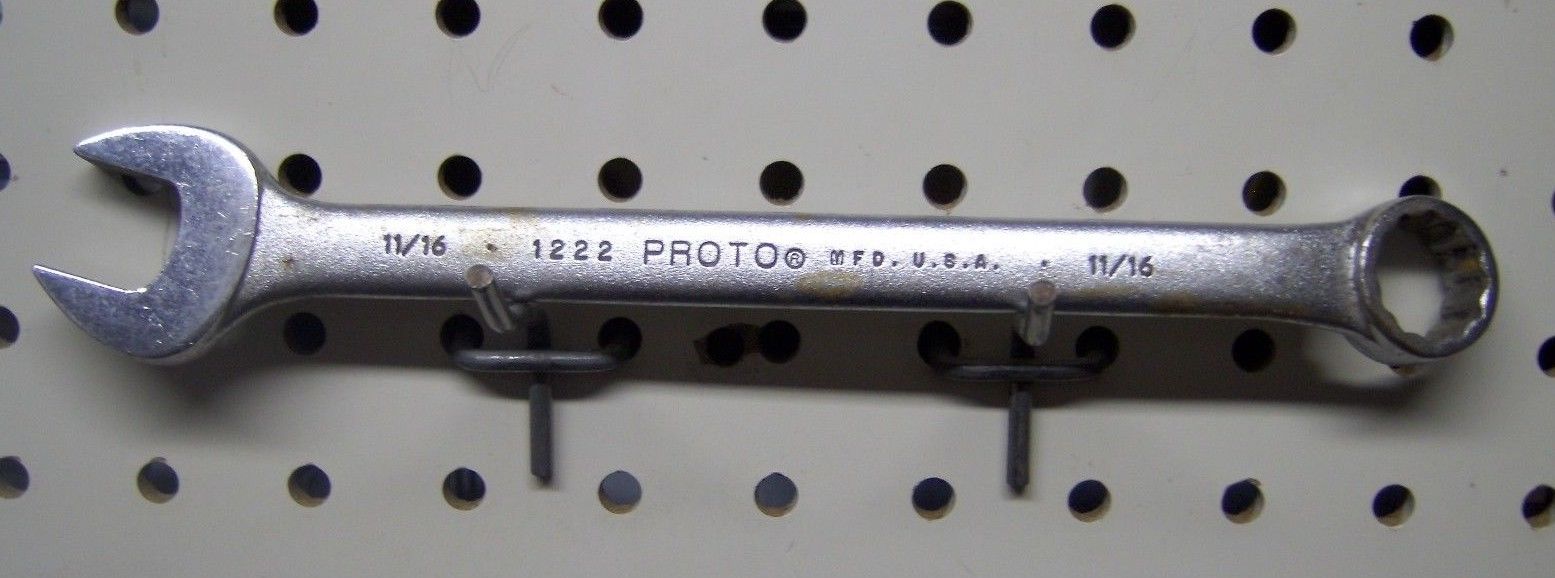 11/16 · 1222 PROTO® MFD. U.S.A. · 11/16